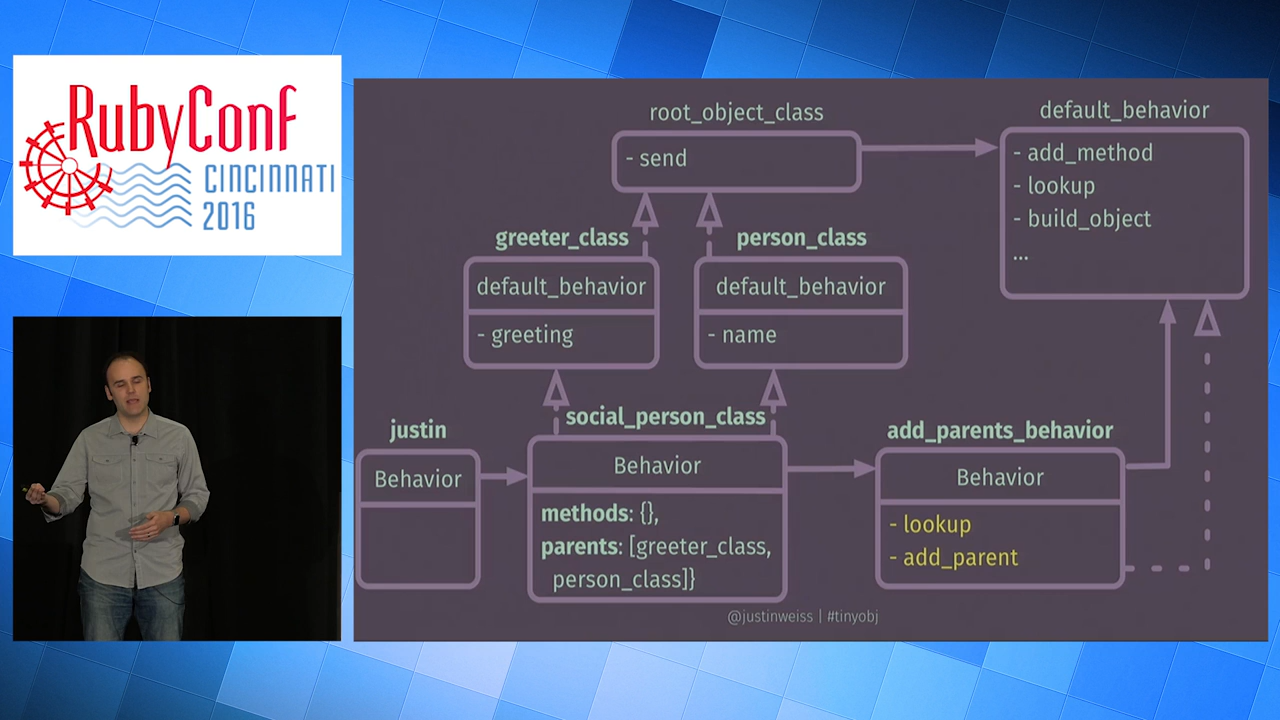 RubyConf
CINCINNATI
2016
root_object_class
- send
default_behavior
- add_method
- lookup
- build_object
...
greeter_class
default_behavior
- greeting
person_class
default_behavior
- name
justin
Behavior
social_person_class
Behavior
methods: {},
parents: [greeter_class,
person_class]}
add_parents_behavior
Behavior
- lookup
- add_parent
@justinweiss | #tinyobj